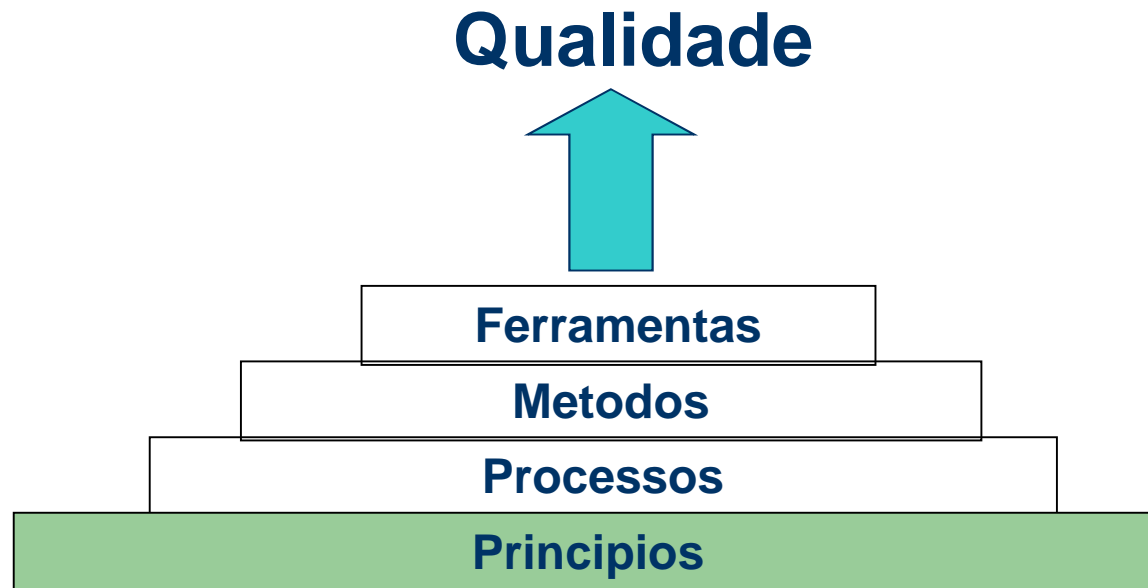 Qualidade
Ferramentas
Metodos
Processos
Principios